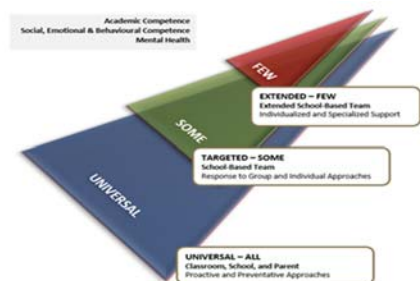 Academic Competence
Social, Emotional & Behavioural Competence
Mental Health
FEW
EXTENDED – FEW
Extended School-Based Team
Individualized and Specialized Support
SOME
TARGETED – SOME
School-Based Team
Response to Group and Individual Approaches
UNIVERSAL
UNIVERSAL – ALL
Classroom, School, and Parent
Proactive and Preventative Approaches